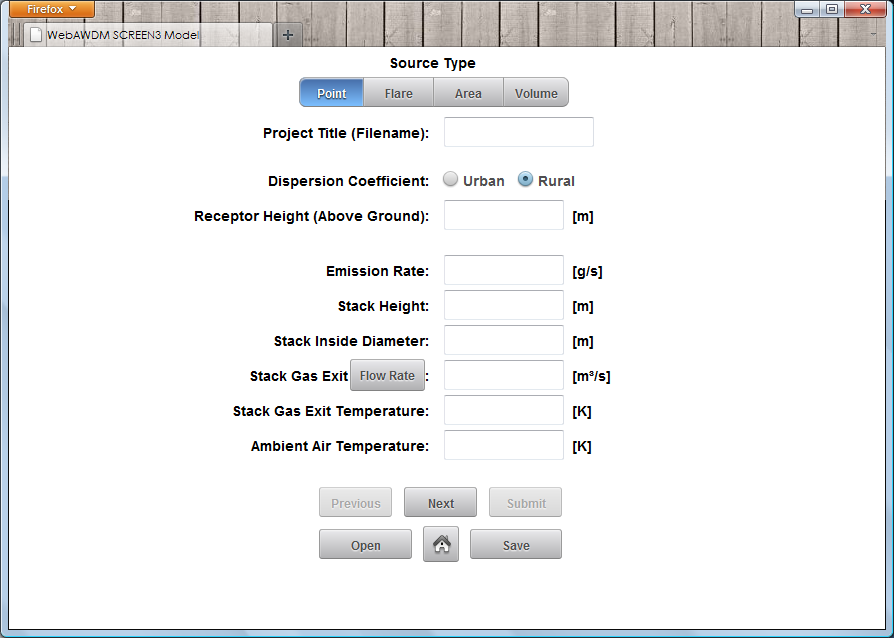 Firefox
WebAWDM SCREEN3 Model
Source Type
Point Flare Area Volume
Project Title (Filename):
Dispersion Coefficient: Urban Rural
Receptor Height (Above Ground): [m]
Emission Rate: [g/s]
Stack Height: [m]
Stack Inside Diameter: [m]
Stack Gas Exit Flow Rate : [m³/s]
Stack Gas Exit Temperature: [K]
Ambient Air Temperature: [K]
Previous Next Submit
Open Save